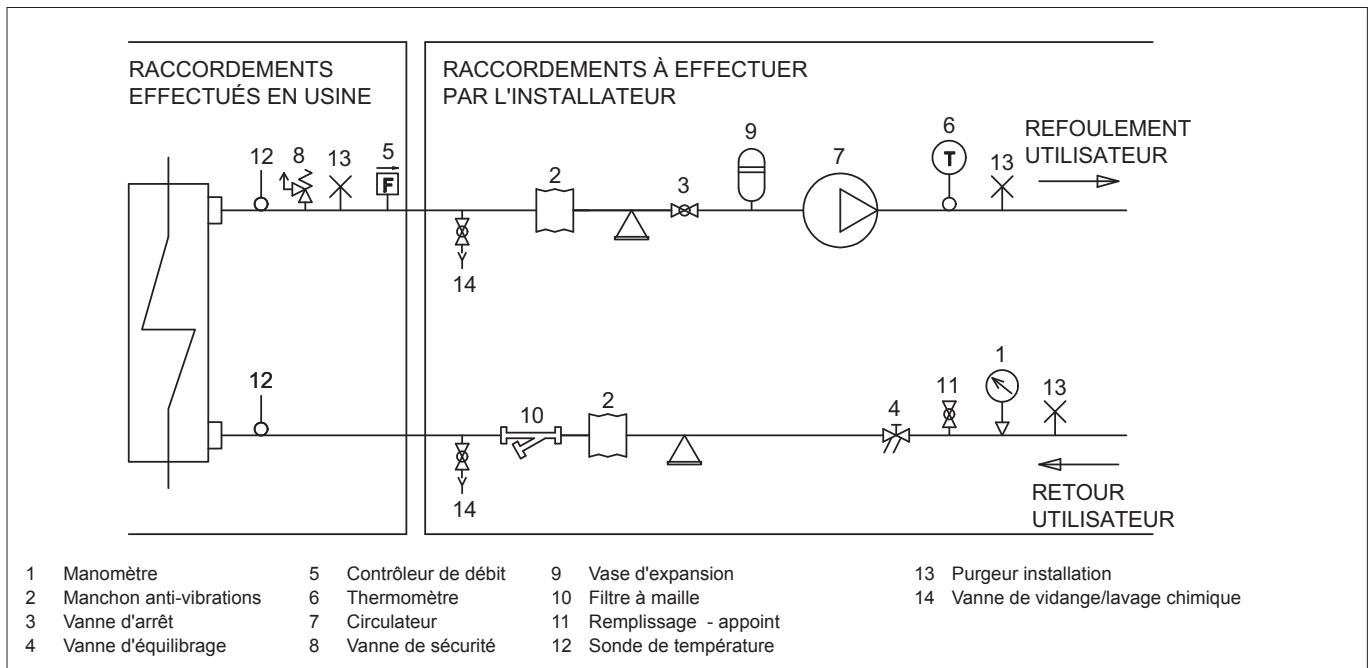 RACCORDEMENTS
EFFECTUÉS EN USINE
RACCORDEMENTS À EFFECTUER
PAR L'INSTALLATEUR
12
8
13
5
F
14
2
3
9
7
6
T
13
REFOULEMENT
UTILISATEUR
12
14
10
2
4
11
1
13
RETOUR
UTILISATEUR
1 Manomètre
2 Manchon anti-vibrations
3 Vanne d'arrêt
4 Vanne d'équilibrage
5 Contrôleur de débit
6 Thermomètre
7 Circulateur
8 Vanne de sécurité
9 Vase d'expansion
10 Filtre à maille
11 Remplissage - appoint
12 Sonde de température
13 Purgeur installation
14 Vanne de vidange/lavage chimique